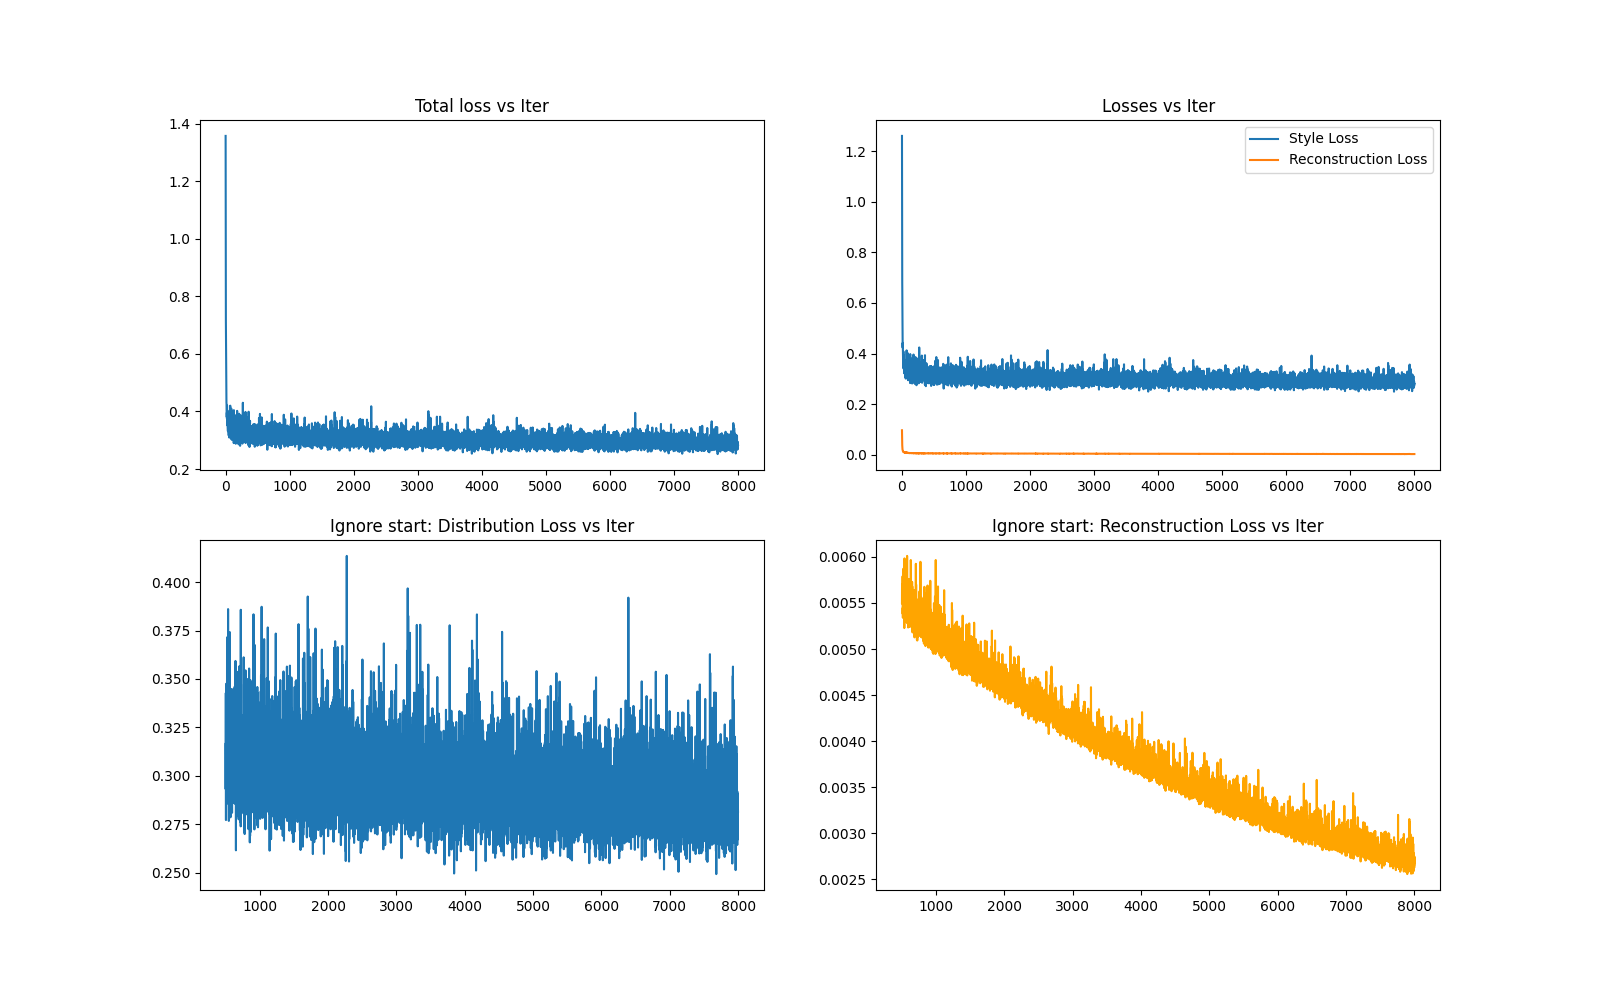 Total loss vs Iter
1.4
1.2
1.0
0.8
0.6
0.4
0.2
0 1000 2000 3000 4000 5000 6000 7000 8000
Losses vs Iter
Style Loss
Reconstruction Loss
1.2
1.0
0.8
0.6
0.4
0.2
0.0
0 1000 2000 3000 4000 5000 6000 7000 8000
Ignore start: Distribution Loss vs Iter
0.400
0.375
0.350
0.325
0.300
0.275
0.250
1000 2000 3000 4000 5000 6000 7000 8000
Ignore start: Reconstruction Loss vs Iter
0.0060
0.0055
0.0050
0.0045
0.0040
0.0035
0.0030
0.0025
1000 2000 3000 4000 5000 6000 7000 8000